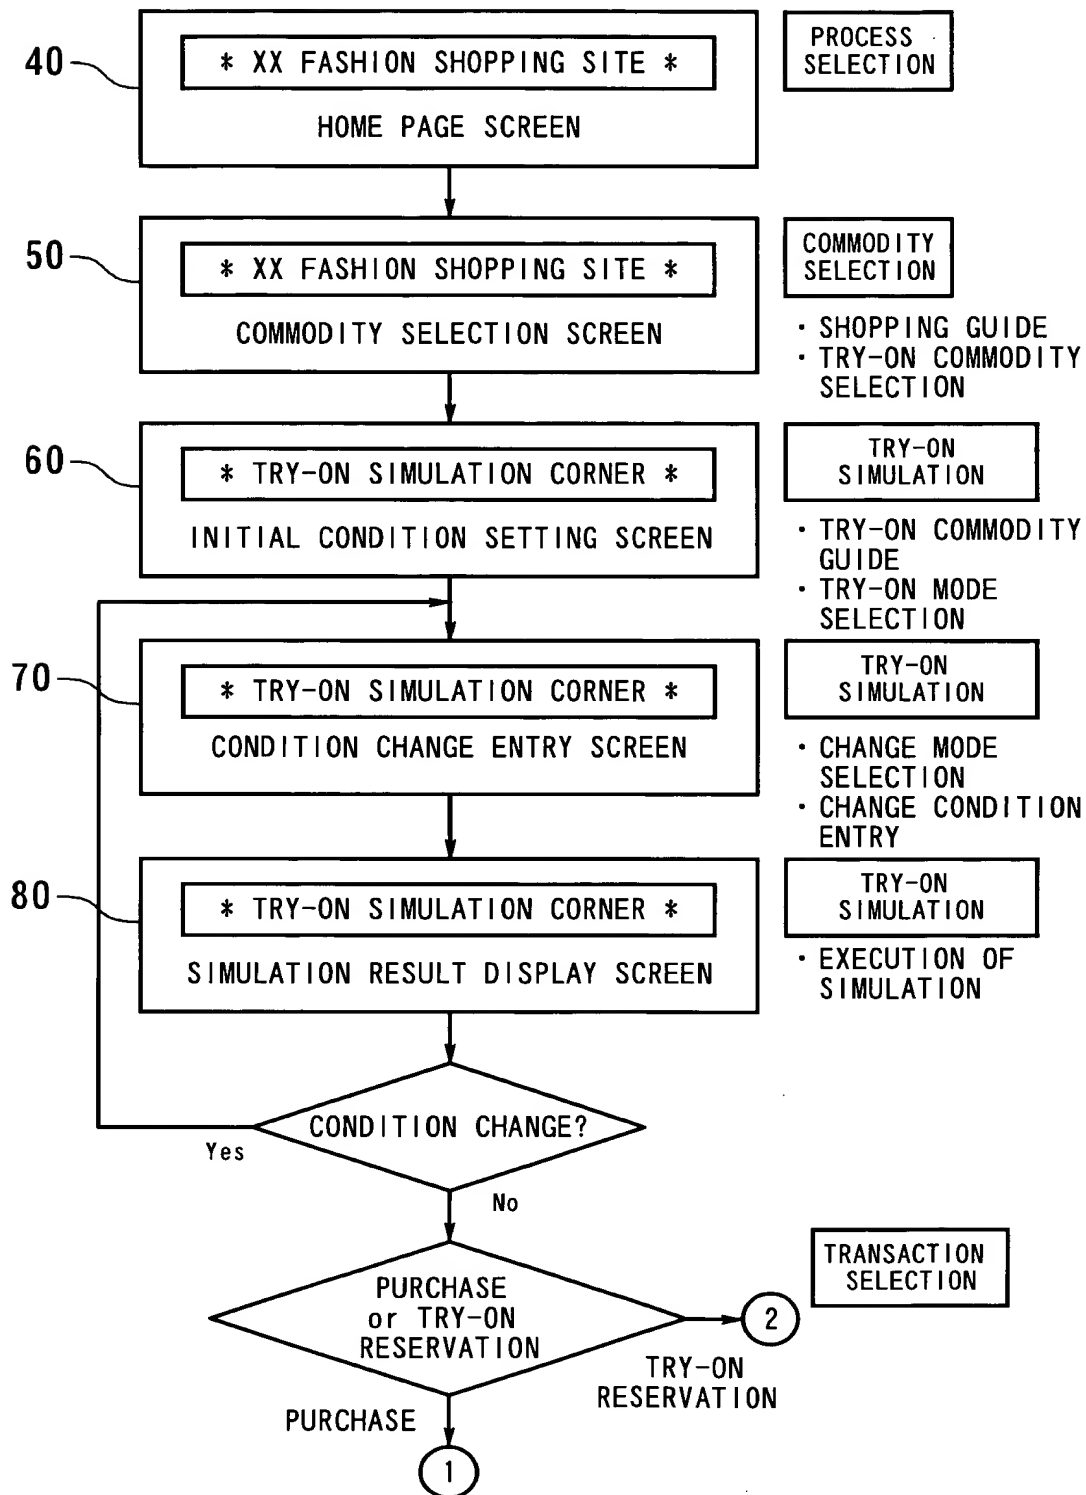 40
* XX FASHION SHOPPING SITE *
HOME PAGE SCREEN
PROCESS
SELECTION
50
* XX FASHION SHOPPING SITE *
COMMODITY SELECTION SCREEN
COMMODITY
SELECTION
· SHOPPING GUIDE
· TRY-ON COMMODITY
SELECTION
60
* TRY-ON SIMULATION CORNER *
INITIAL CONDITION SETTING SCREEN
TRY-ON
SIMULATION
· TRY-ON COMMODITY
GUIDE
· TRY-ON MODE
SELECTION
70
* TRY-ON SIMULATION CORNER *
CONDITION CHANGE ENTRY SCREEN
TRY-ON
SIMULATION
· CHANGE MODE
SELECTION
· CHANGE CONDITION
ENTRY
80
* TRY-ON SIMULATION CORNER *
SIMULATION RESULT DISPLAY SCREEN
TRY-ON
SIMULATION
· EXECUTION OF
SIMULATION
CONDITION CHANGE?
Yes
No
PURCHASE
or TRY-ON
RESERVATION
TRANSACTION
SELECTION
2
TRY-ON
RESERVATION
PURCHASE
1